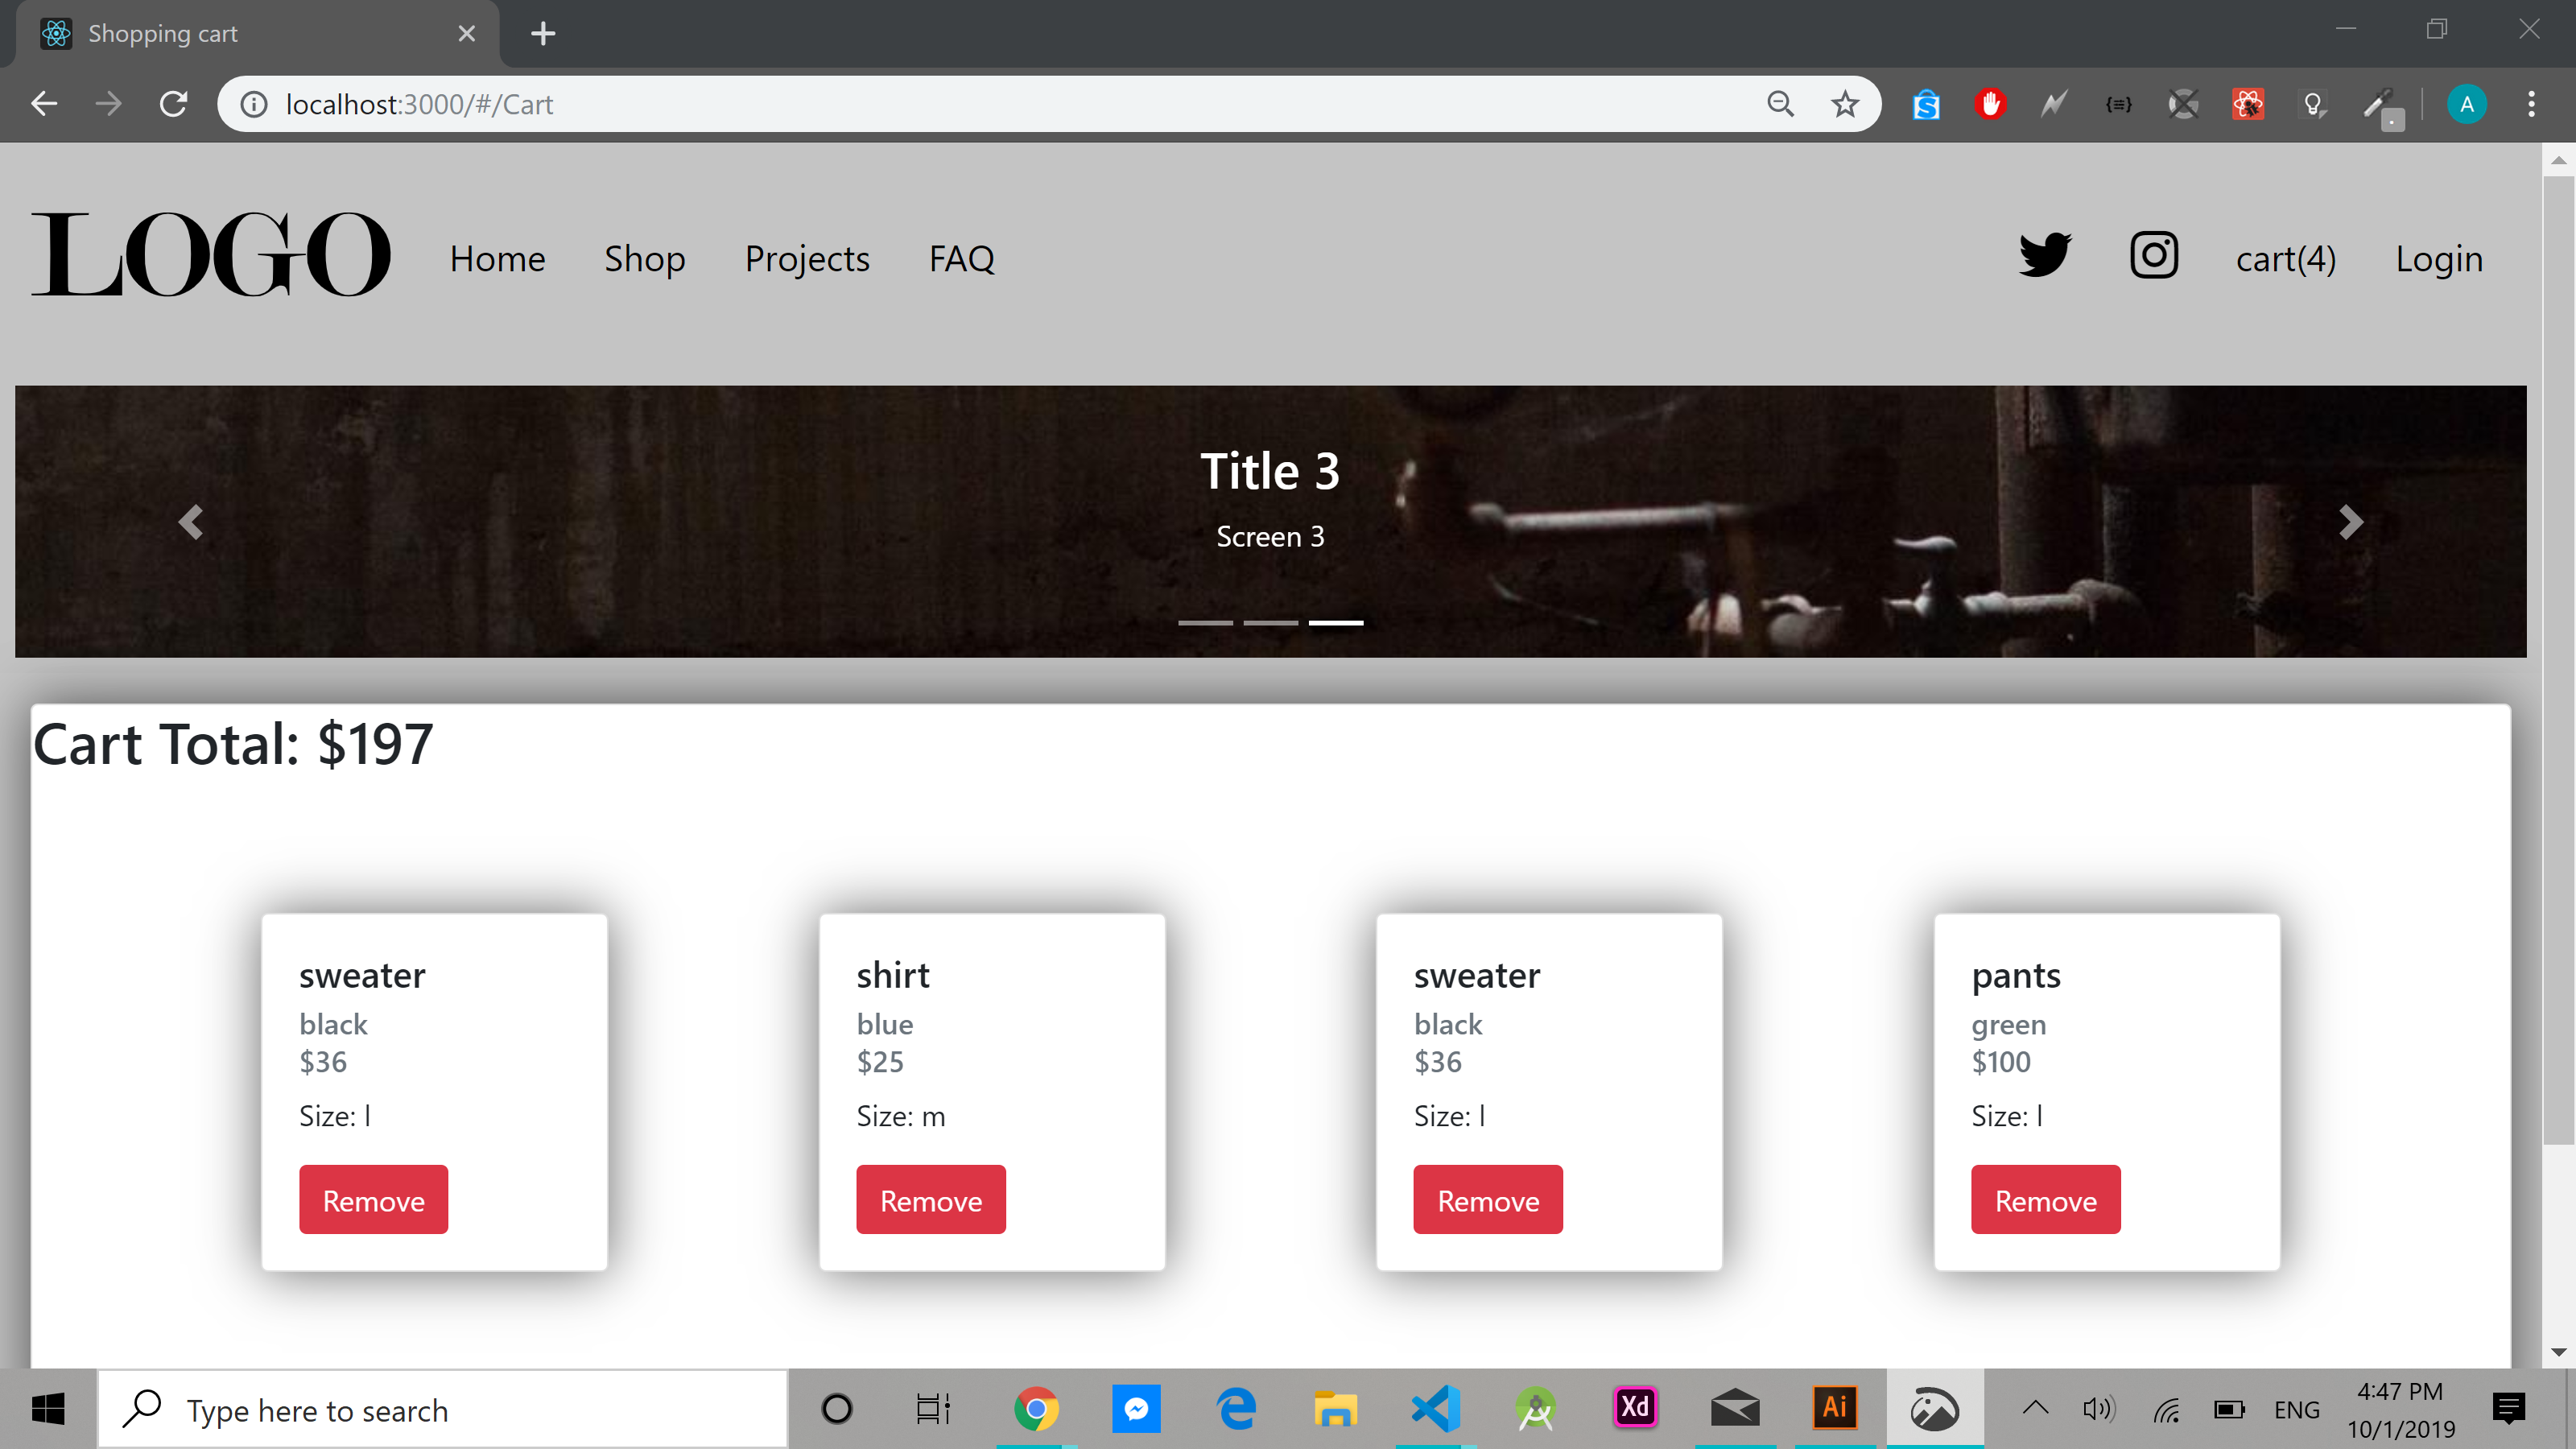 Shopping cart
localhost:3000/#/Cart
A
LOGO Home Shop Projects FAQ cart(4) Login
Title 3
Screen 3
Cart Total: $197
sweater
black
$36
Size: l
Remove
shirt
blue
$25
Size: m
Remove
sweater
black
$36
Size: l
Remove
pants
green
$100
Size: l
Remove
Type here to search
Xd
Ai
ENG
4:47 PM
10/1/2019